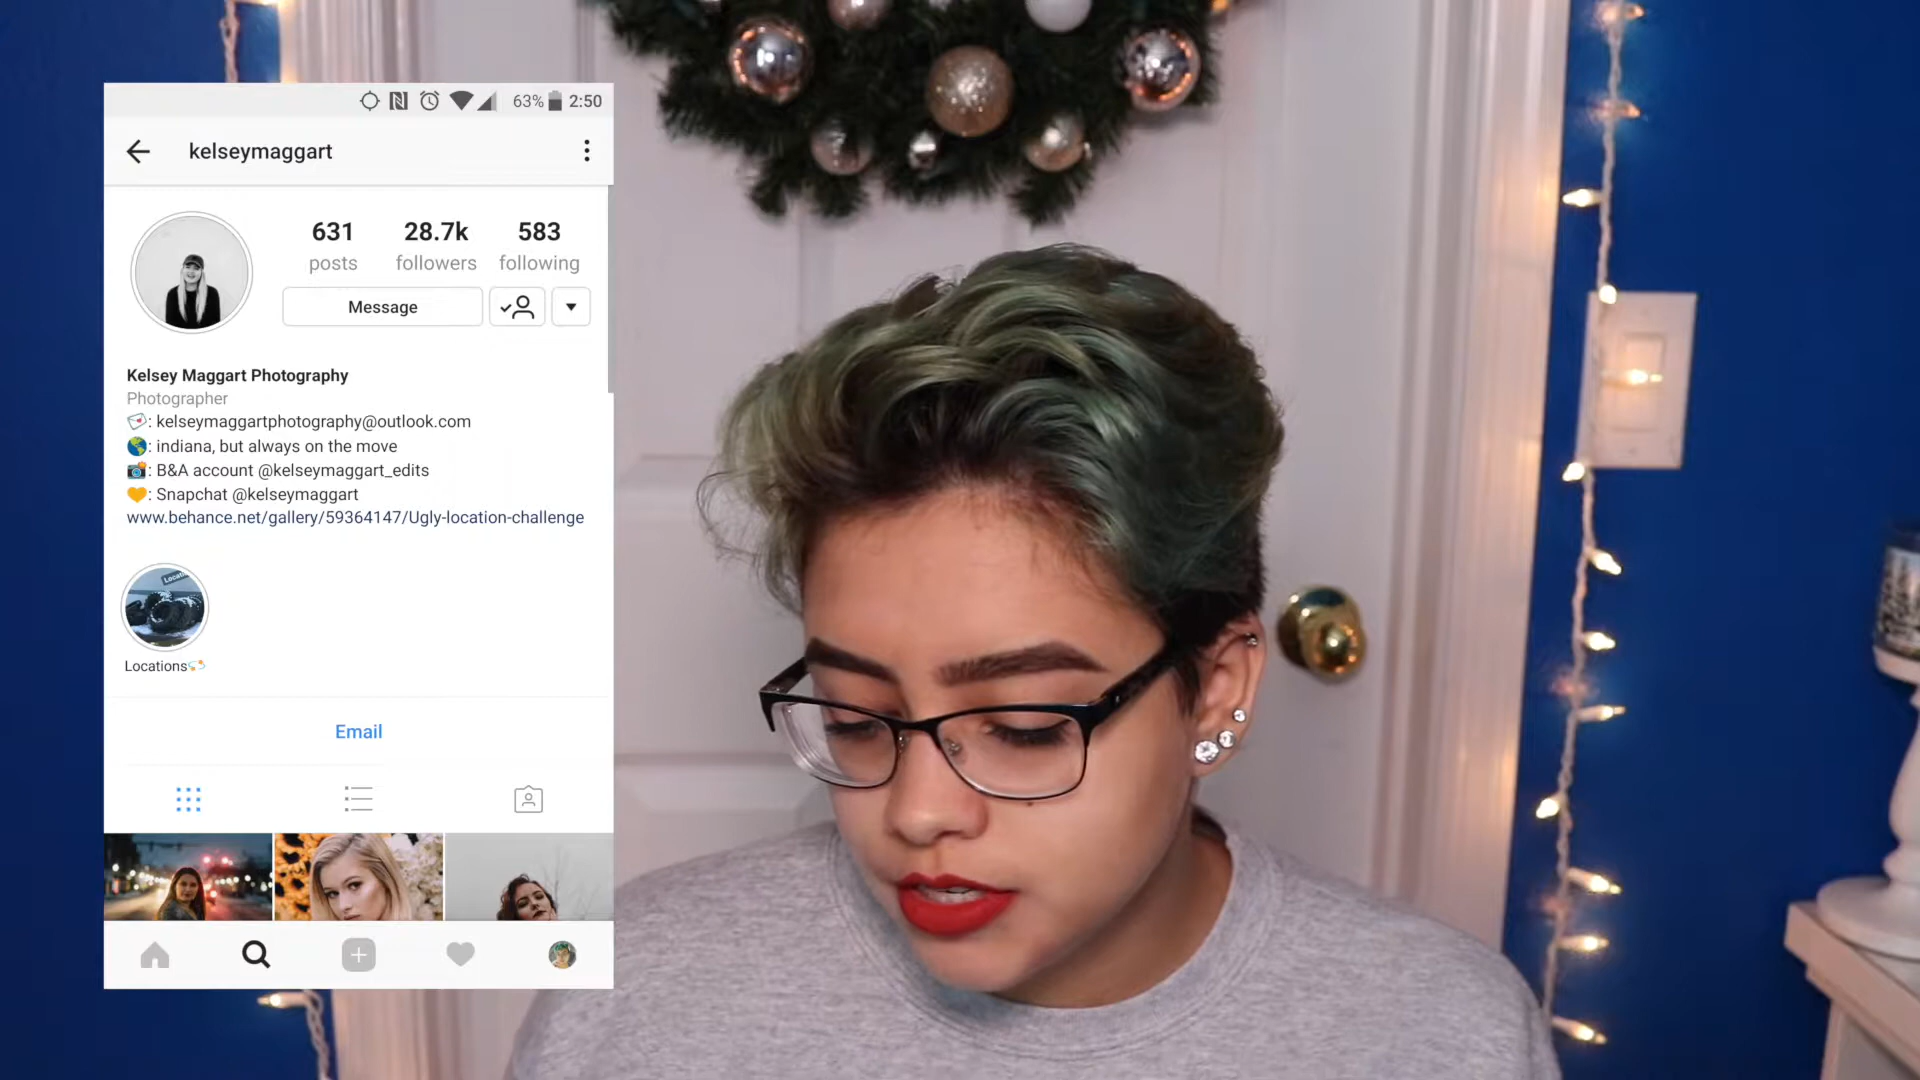 63% 2:50
kelseymaggart
631 28.7k 583
posts followers following
Message
Kelsey Maggart Photography
Photographer
💌: kelseymaggartphotography@outlook.com
🌎: indiana, but always on the move
📸: B&A account @kelseymaggart_edits
🧡: Snapchat @kelseymaggart
www.behance.net/gallery/59364147/Ugly-location-challenge
Locations💫
Email